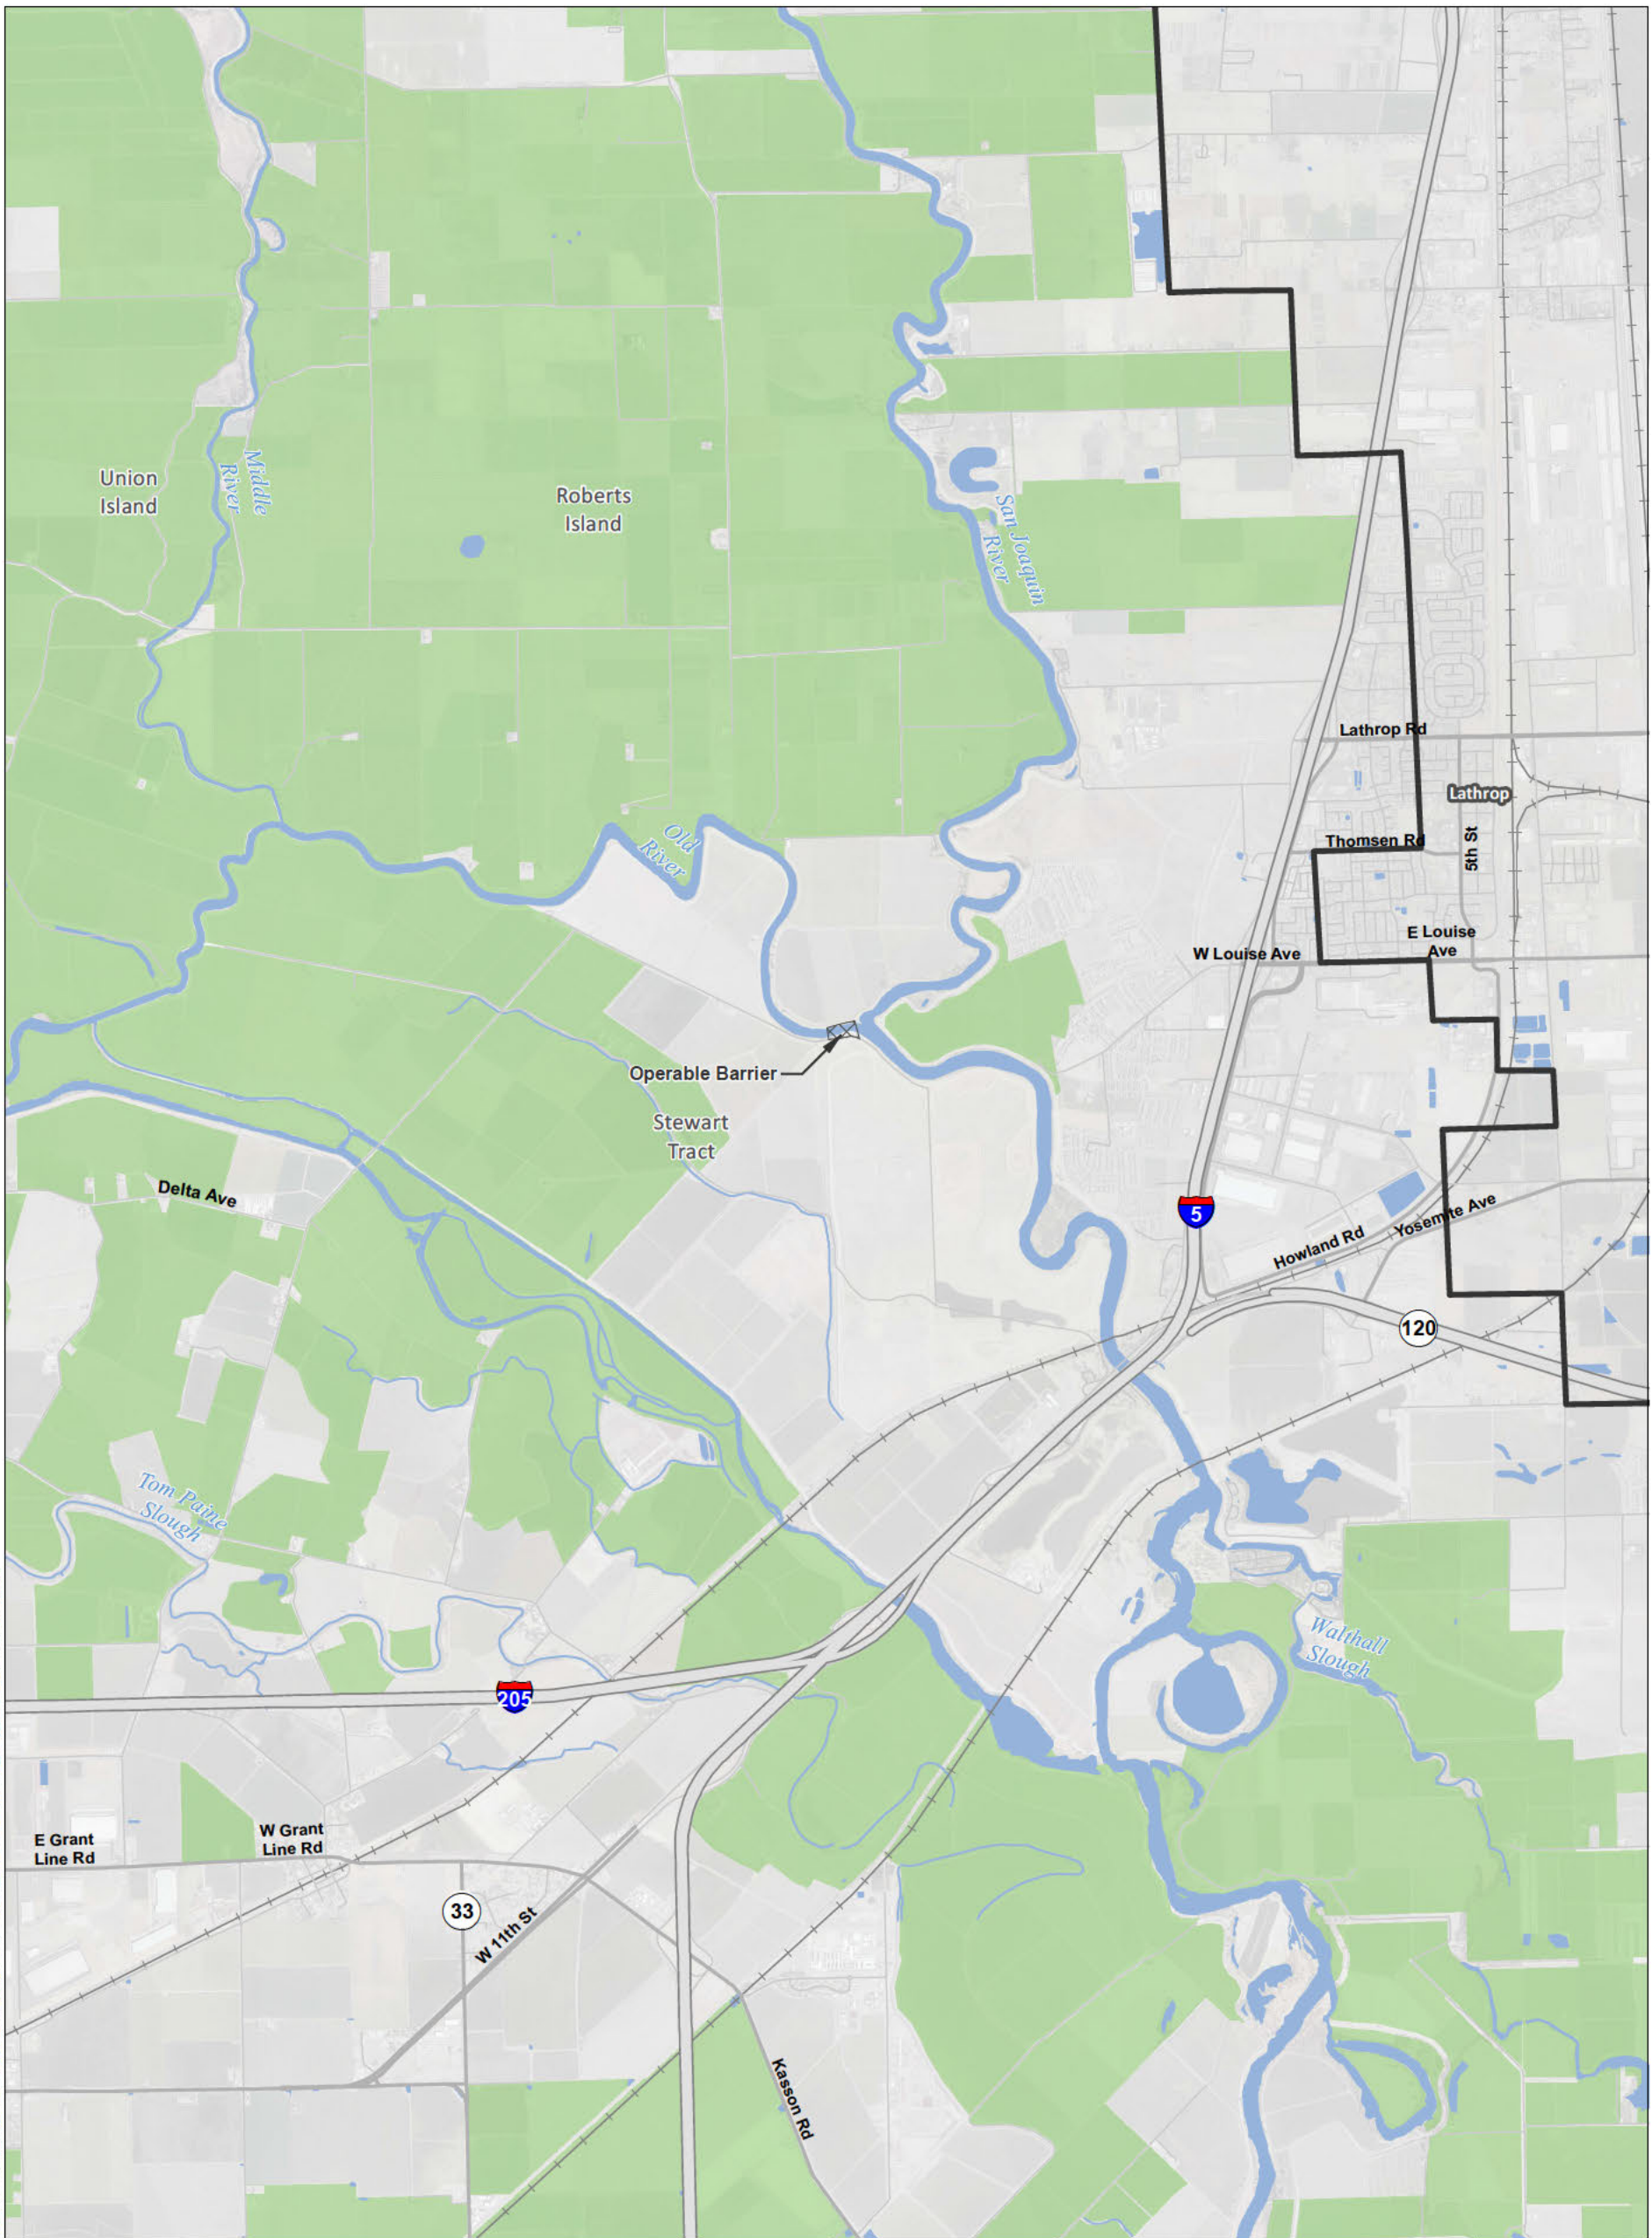 Union
Island
Middle
River
Roberts
Island
San Joaquin
River
Lathrop Rd
Lathrop
Thomsen Rd
5th St
Old
River
E Louise
Ave
W Louise Ave
Operable Barrier
Stewart
Tract
Delta Ave
5
Howland Rd
Yosemite Ave
120
Tom Paine
Slough
Walthall
Slough
205
E Grant
Line Rd
W Grant
Line Rd
33
W 11th St
Kasson Rd